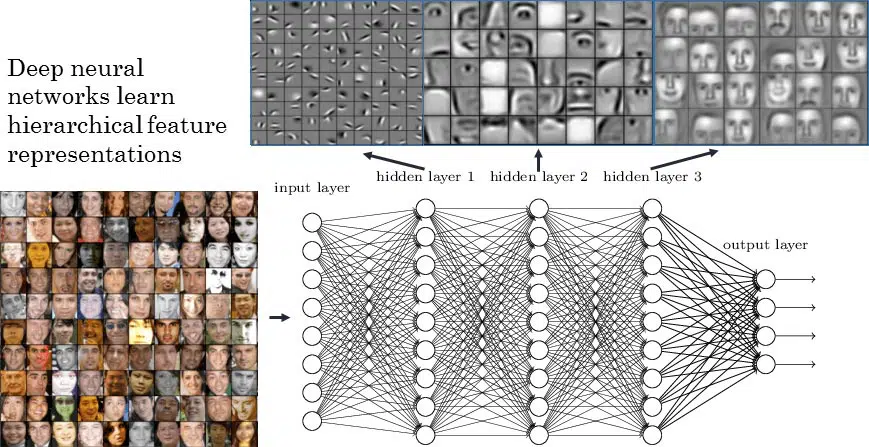 Deep neural
networks learn
hierarchical feature
representations
hidden layer 1 hidden layer 2 hidden layer 3
input layer
output layer